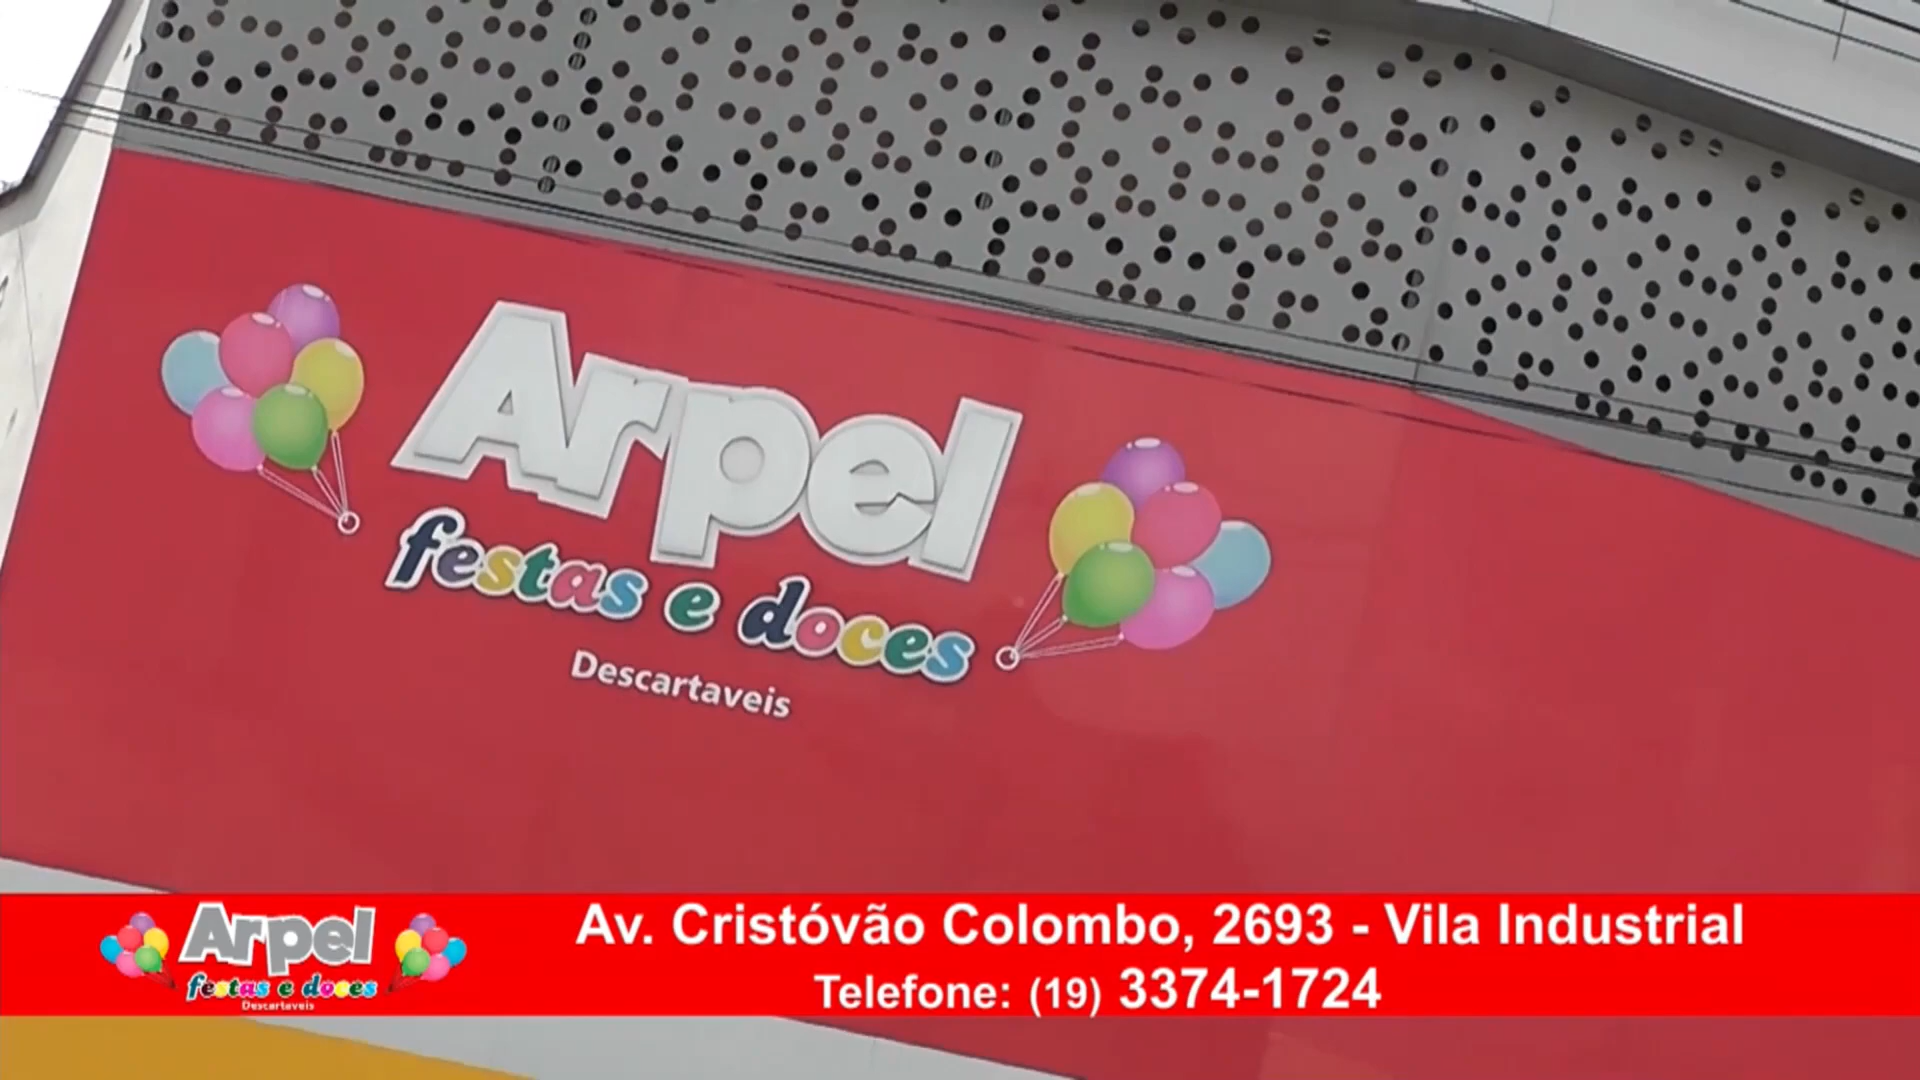 Arpel
festas e doces
Descartaveis
Arpel
festas e doces
Descartaveis
Av. Cristóvão Colombo, 2693 - Vila Industrial
Telefone: (19) 3374-1724